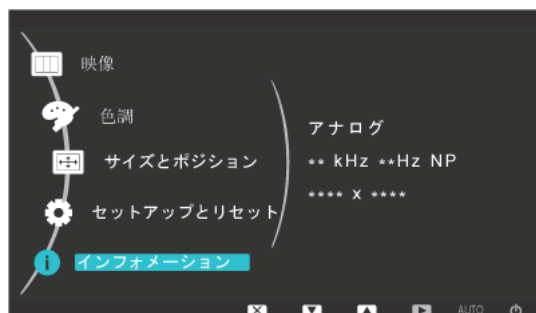 映像
色調
サイズとポジション
セットアップとリセット
インフォメーション
アナログ
** kHz **Hz NP
**** x ****
AUTO